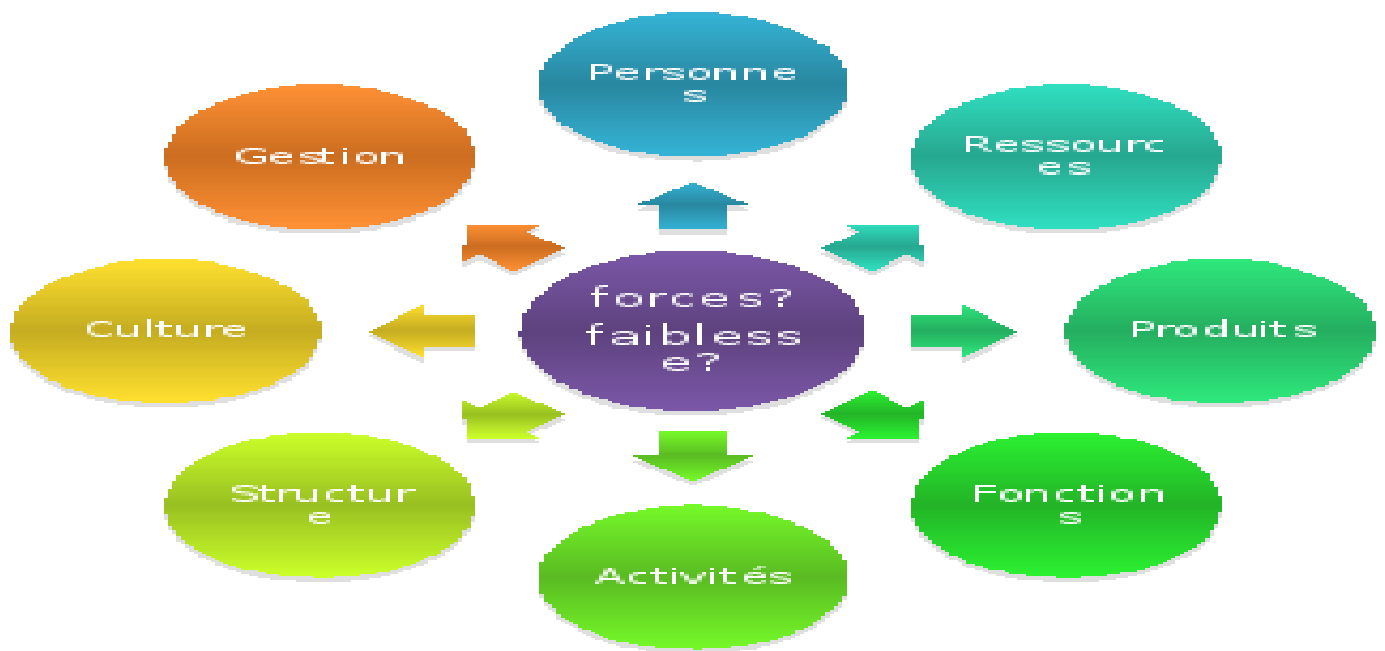 Personne
s
Gestion
Ressourc
es
forces?
faibless
e?
Culture
Produits
Structur
e
Fonction
s
Activités